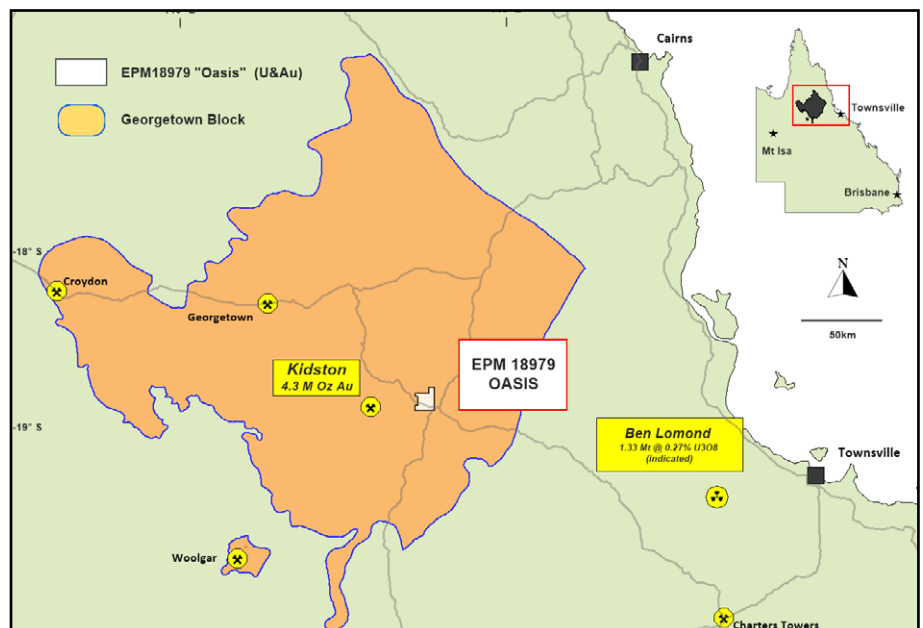 EPM18979 "Oasis" (U&Au)
Georgetown Block
Cairns
Townsville
Mt Isa
Brisbane
-18° S
Croydon
Georgetown
N
50km
Kidston
4.3 M Oz Au
EPM 18979
OASIS
-19° S
Ben Lomond
1.33 Mt @ 0.27% U3O8
(indicated)
Townsville
Woolgar
Charters Towers